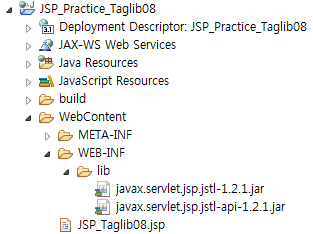 JSP_Practice_Taglib08
3.1 Deployment Descriptor: JSP_Practice_Taglib08
JAX-WS Web Services
Java Resources
JavaScript Resources
build
WebContent
META-INF
WEB-INF
lib
javax.servlet.jsp.jstl-1.2.1.jar
javax.servlet.jsp.jstl-api-1.2.1.jar
JSP_Taglib08.jsp